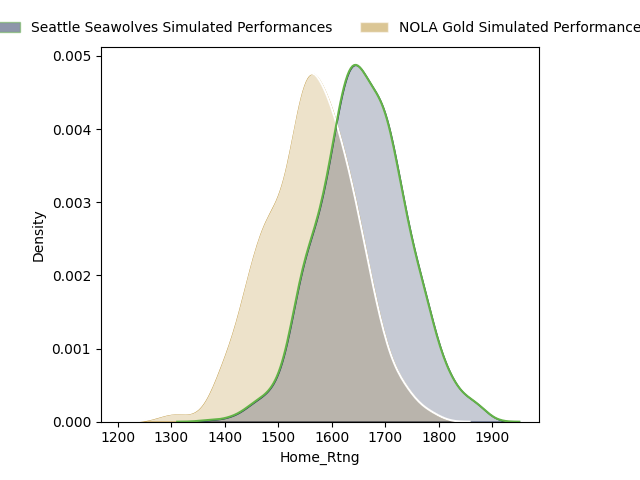 Seattle Seawolves Simulated Performances NOLA Gold Simulated Performance
0.005
0.004
0.003
0.002
0.001
0.000
Density
1200 1300 1400 1500 1600 1700 1800 1900
Home_Rtng